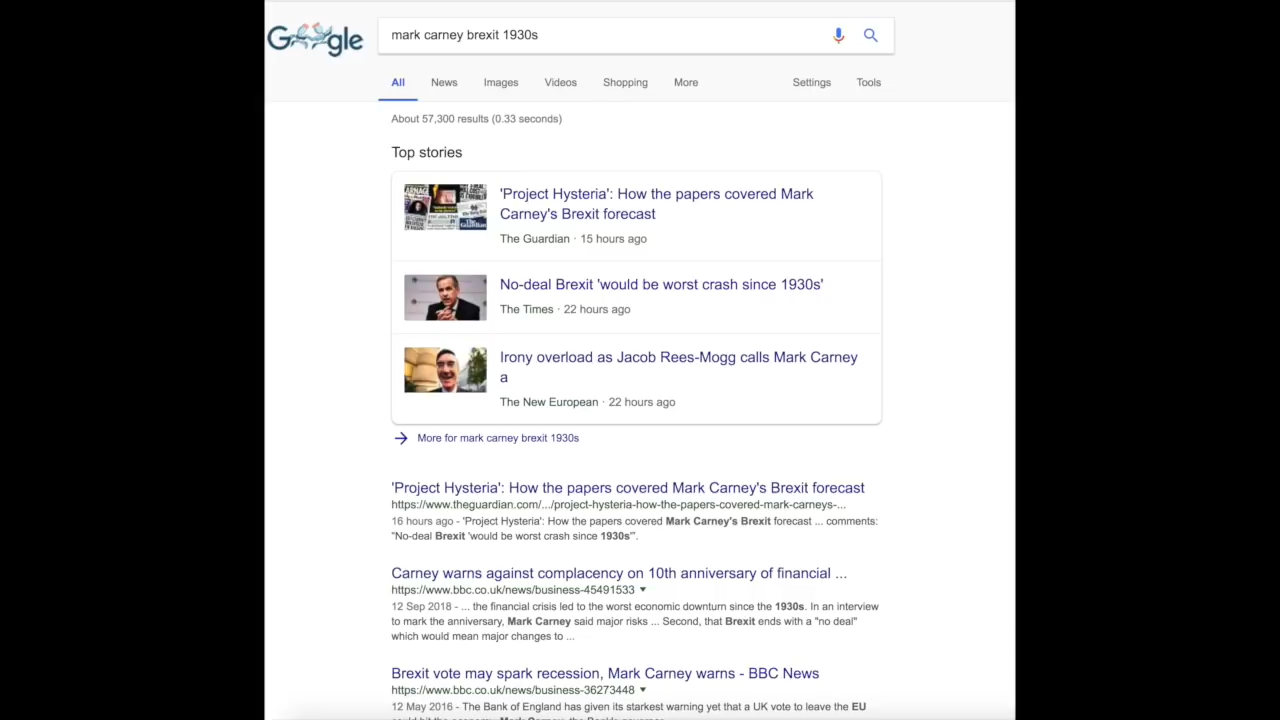 Google
mark carney brexit 1930s
All News Images Videos Shopping More Settings Tools
About 57,300 results (0.33 seconds)
Top stories
'Project Hysteria': How the papers covered Mark
Carney's Brexit forecast
The Guardian · 15 hours ago
No-deal Brexit 'would be worst crash since 1930s'
The Times · 22 hours ago
Irony overload as Jacob Rees-Mogg calls Mark Carney
a
The New European · 22 hours ago
More for mark carney brexit 1930s
'Project Hysteria': How the papers covered Mark Carney's Brexit forecast
https://www.theguardian.com/.../project-hysteria-how-the-papers-covered-mark-carneys-...
16 hours ago - 'Project Hysteria': How the papers covered Mark Carney's Brexit forecast ... comments:
"No-deal Brexit 'would be worst crash since 1930s'".
Carney warns against complacency on 10th anniversary of financial ...
https://www.bbc.co.uk/news/business-45491533
12 Sep 2018 - ... the financial crisis led to the worst economic downturn since the 1930s. In an interview
to mark the anniversary, Mark Carney said major risks ... Second, that Brexit ends with a "no deal"
which would mean major changes to ...
Brexit vote may spark recession, Mark Carney warns - BBC News
https://www.bbc.co.uk/news/business-36273448
12 May 2016 - The Bank of England has given its starkest warning yet that a UK vote to leave the EU